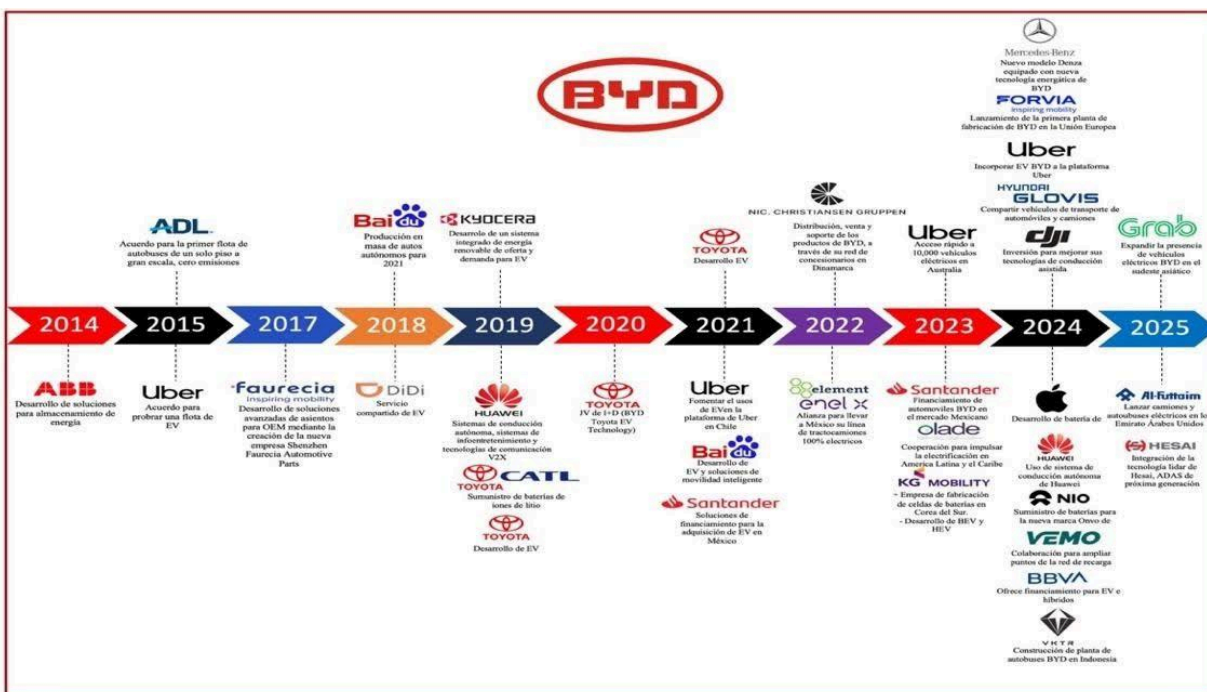 BYD
Mercedes-Benz
Nuevo modelo Denza
equipado con nueva
tecnología energética de
BYD
FORVIA
inspiring mobility
Lanzamiento de la primera planta de
fabricación de BYD en la Unión Europea
Uber
Incorporar EV BYD a la plataforma
Uber
HYUNDAI
GLOVIS
Compartir vehículos de transporte de
automóviles y camiones
dji
Inversión para mejorar sus
tecnologías de conducción
asistida
ADL
Acuerdo para la primer flota de
autobuses de un solo piso a
gran escala, cero emisiones
Baidu
Producción en
masa de autos
autónomos para
2021
KYOCERA
Desarrolo de un sistema
integrado de energía
renovable de oferta y
demanda para EV
TOYOTA
Desarrollo EV
NIC. CHRISTIANSEN GRUPPEN
Distribución, venta y
soporte de los
productos de BYD, a
través de su red de
concesionarios en
Dinamarca
Uber
Acceso rápido a
10,000 vehículos
eléctricos en
Australia
Grab
Expandir la presencia
de vehículos
eléctricos BYD en el
sudeste asiático
2014
2015
2017
2018
2019
2020
2021
2022
2023
2024
2025
ABB
Desarrollo de soluciones
para almacenamiento de
energía
Uber
Acuerdo para
probrar una flota de
EV
faurecia
inspiring mobility
Desarrollo de soluciones
avanzadas de asientos
para OEM mediante la
creación de la nueva
empresa Shenzhen
Faurecia Automotive
Parts
DiDi
Servicio
compartido de EV
HUAWEI
Sistemas de conducción
autónoma, sistemas de
infoentretenimiento y
tecnologías de comunicación
V2X
TOYOTA
CATL
Sumunistro de baterías de
iones de litio
TOYOTA
Desarrollo de EV
TOYOTA
JV de I+D (BYD
Toyota EV
Technology)
Uber
Fomentar el usos
de EVen la
plataforma de Uber
en Chile
Baidu
Desarrollo de
EV y soluciones de
movilidad inteligente
Santander
Soluciones de
financiamiento para la
adquisición de EV en
México
element
enel x
Alianza para llevar
a México su línea de
tractocamiones
100% electricos
Santander
Financiamiento de
automoviles BYD en
el mercado Mexicano
olade
Cooperación para impulsar
la electrificación en
America Latina y el Caribe
KG MOBILITY
- Empresa de fabricación
de celdas de baterías en
Corea del Sur.
- Desarrollo de BEV y
HEV
Desarrollo de batería de
HUAWEI
Uso de sistema de
conducción autónoma
de Huawei
NIO
Suministro de baterías para
la nueva marca Onvo de
VEMO
Colaboración para ampliar
puntos de la red de recarga
BBVA
Ofrece financiamiento para EV e
híbridos
VKTR
Construcción de planta de
autobuses BYD en Indonesia
Al-Futtaim
Lanzar camiones y
autoubuses eléctricos en los
Emirato Árabes Unidos
HESAI
Integración de la
tecnología lidar de
Hesai, ADAS de
próxima generación